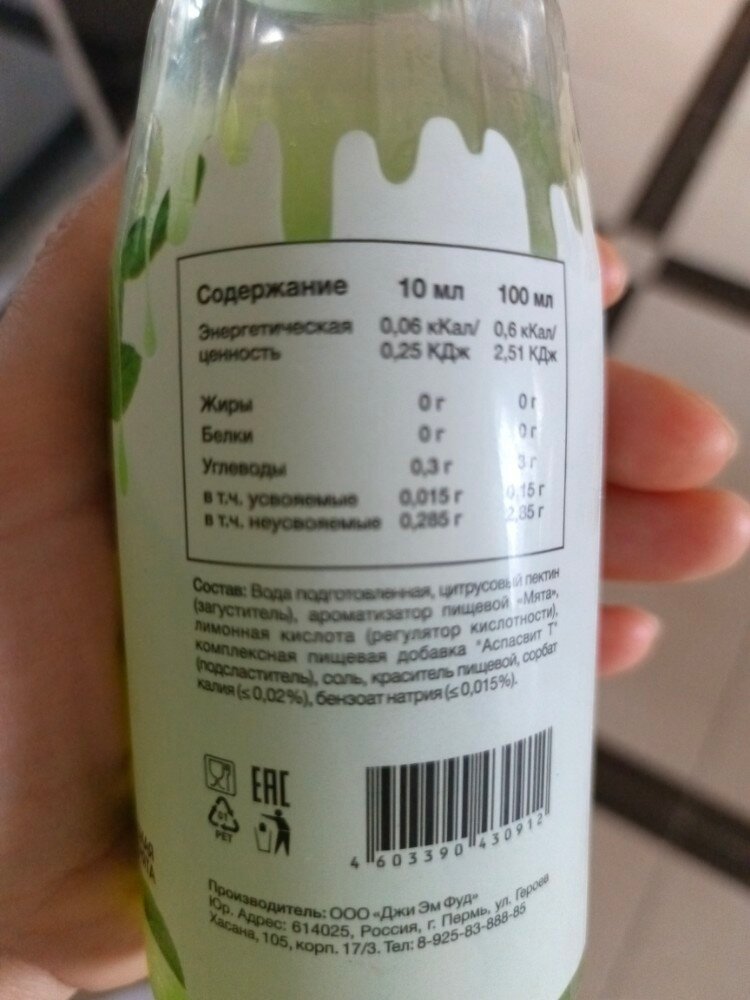 Содержание 10 мл 100 мл
Энергетическая 0,06 кКал/ 0,6 кКал/
ценность 0,25 КДж 2,51 КДж
Жиры 0 г 0 г
Белки 0 г 0 г
Углеводы 0,3 г 3 г
в т.ч. усвояемые 0,015 г 0,15 г
в т.ч. неусвояемые 0,285 г 2,85 г
Состав: Вода подготовленная, цитрусовый пектин
(загуститель), ароматизатор пищевой «Мята»,
лимонная кислота (регулятор кислотности),
комплексная пищевая добавка "Аспасвит Т"
(подсластитель), соль, краситель пищевой, сорбат
калия (≤ 0,02%), бензоат натрия (≤ 0,015%).
EAC
01
PET
4 603390 430912
Производитель: ООО «Джи Эм Фуд»
Юр. Адрес: 614025, Россия, г. Пермь, ул. Героев
Хасана, 105, корп. 17/3. Тел: 8-925-83-888-85